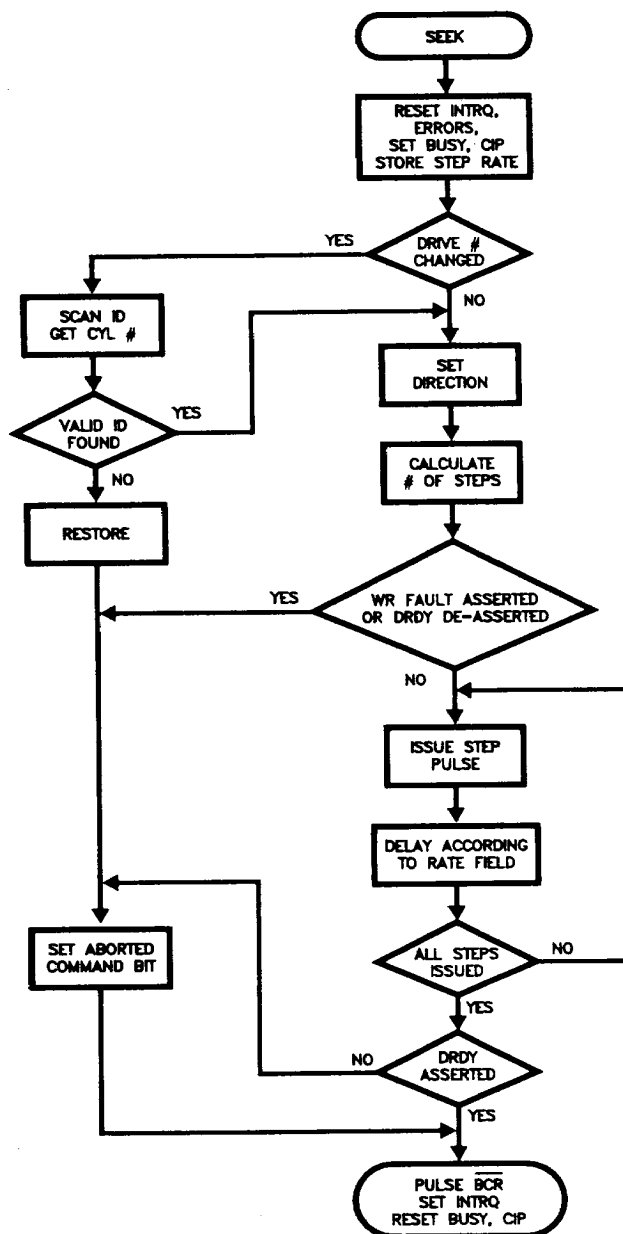 SEEK
RESET INTRQ,
ERRORS,
SET BUSY, CIP
STORE STEP RATE
YES
DRIVE #
CHANGED
NO
SCAN ID
GET CYL #
SET
DIRECTION
VALID ID
FOUND
YES
NO
CALCULATE
# OF STEPS
RESTORE
YES
WR FAULT ASSERTED
OR DRDY DE-ASSERTED
NO
ISSUE STEP
PULSE
DELAY ACCORDING
TO RATE FIELD
SET ABORTED
COMMAND BIT
ALL STEPS
ISSUED
NO
YES
NO
DRDY
ASSERTED
YES
PULSE B̅C̅R̅
SET INTRQ
RESET BUSY, CIP